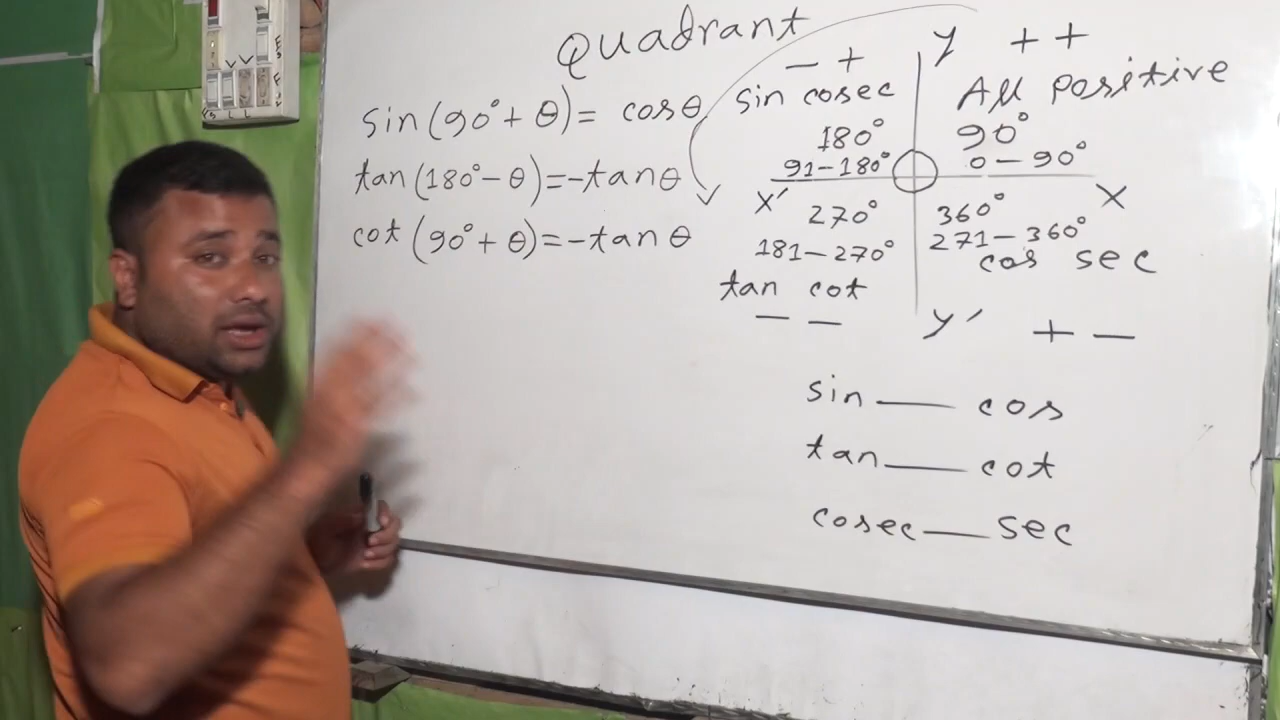 Quadrant
sin(90°+θ)= cosθ
tan(180°-θ)=-tanθ
cot(90°+θ)=-tanθ
- +
sin cosec
180°
91-180°
y ++
All positive
90°
0-90°
x'
270°
181-270°
tan cot
- -
x
360°
271-360°
cos sec
y' + -
sin — cos
tan — cot
cosec — sec